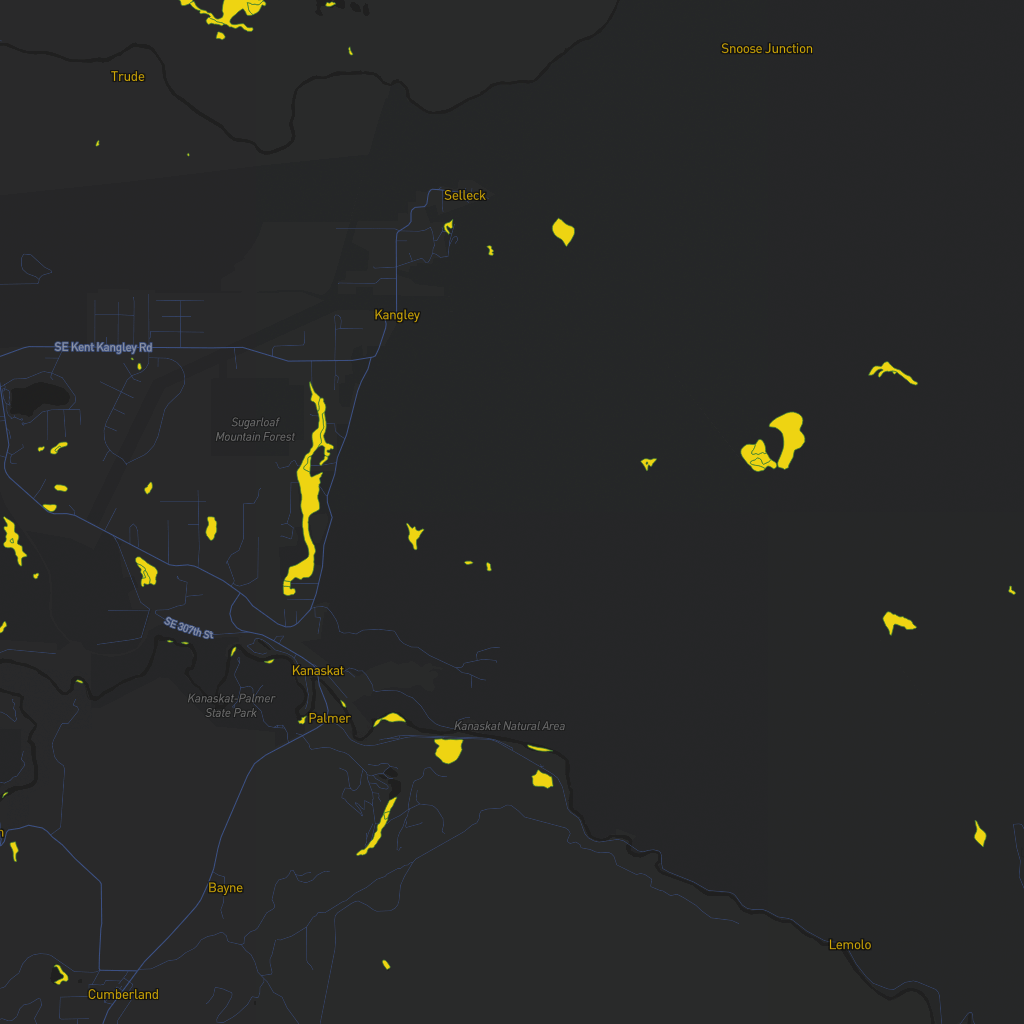 Snoose Junction
Trude
Selleck
Kangley
SE Kent Kangley Rd
Sugarloaf
Mountain Forest
SE 307th St
Kanaskat
Kanaskat-Palmer
State Park
Palmer
Kanaskat Natural Area
n
Bayne
Lemolo
Cumberland